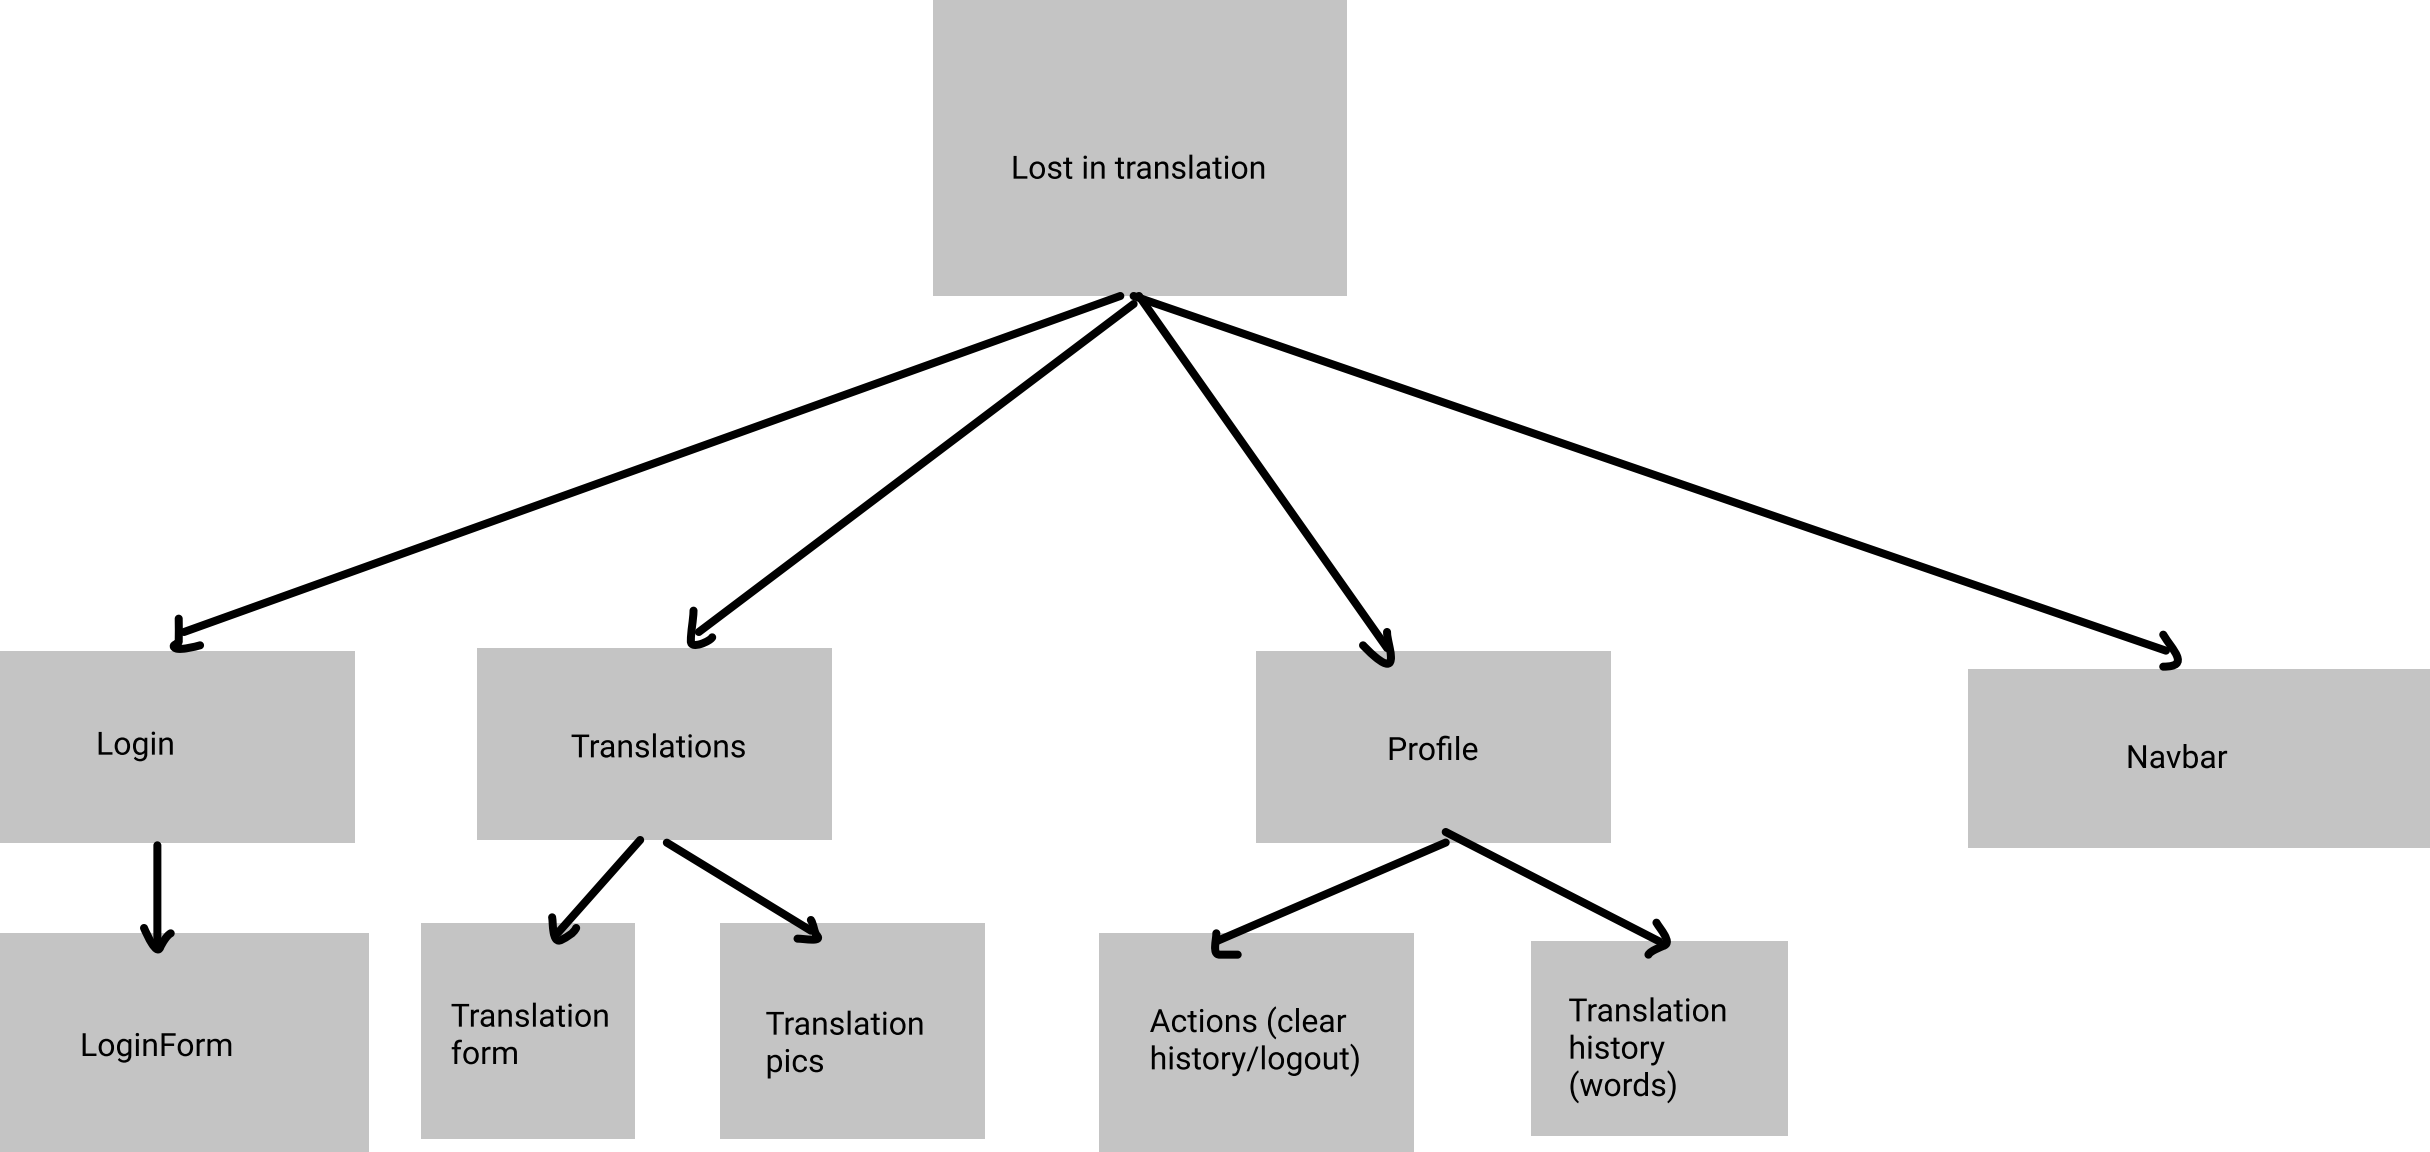 Lost in translation
Login
Translations
Profile
Navbar
LoginForm
Translation
form
Translation
pics
Actions (clear
history/logout)
Translation
history
(words)